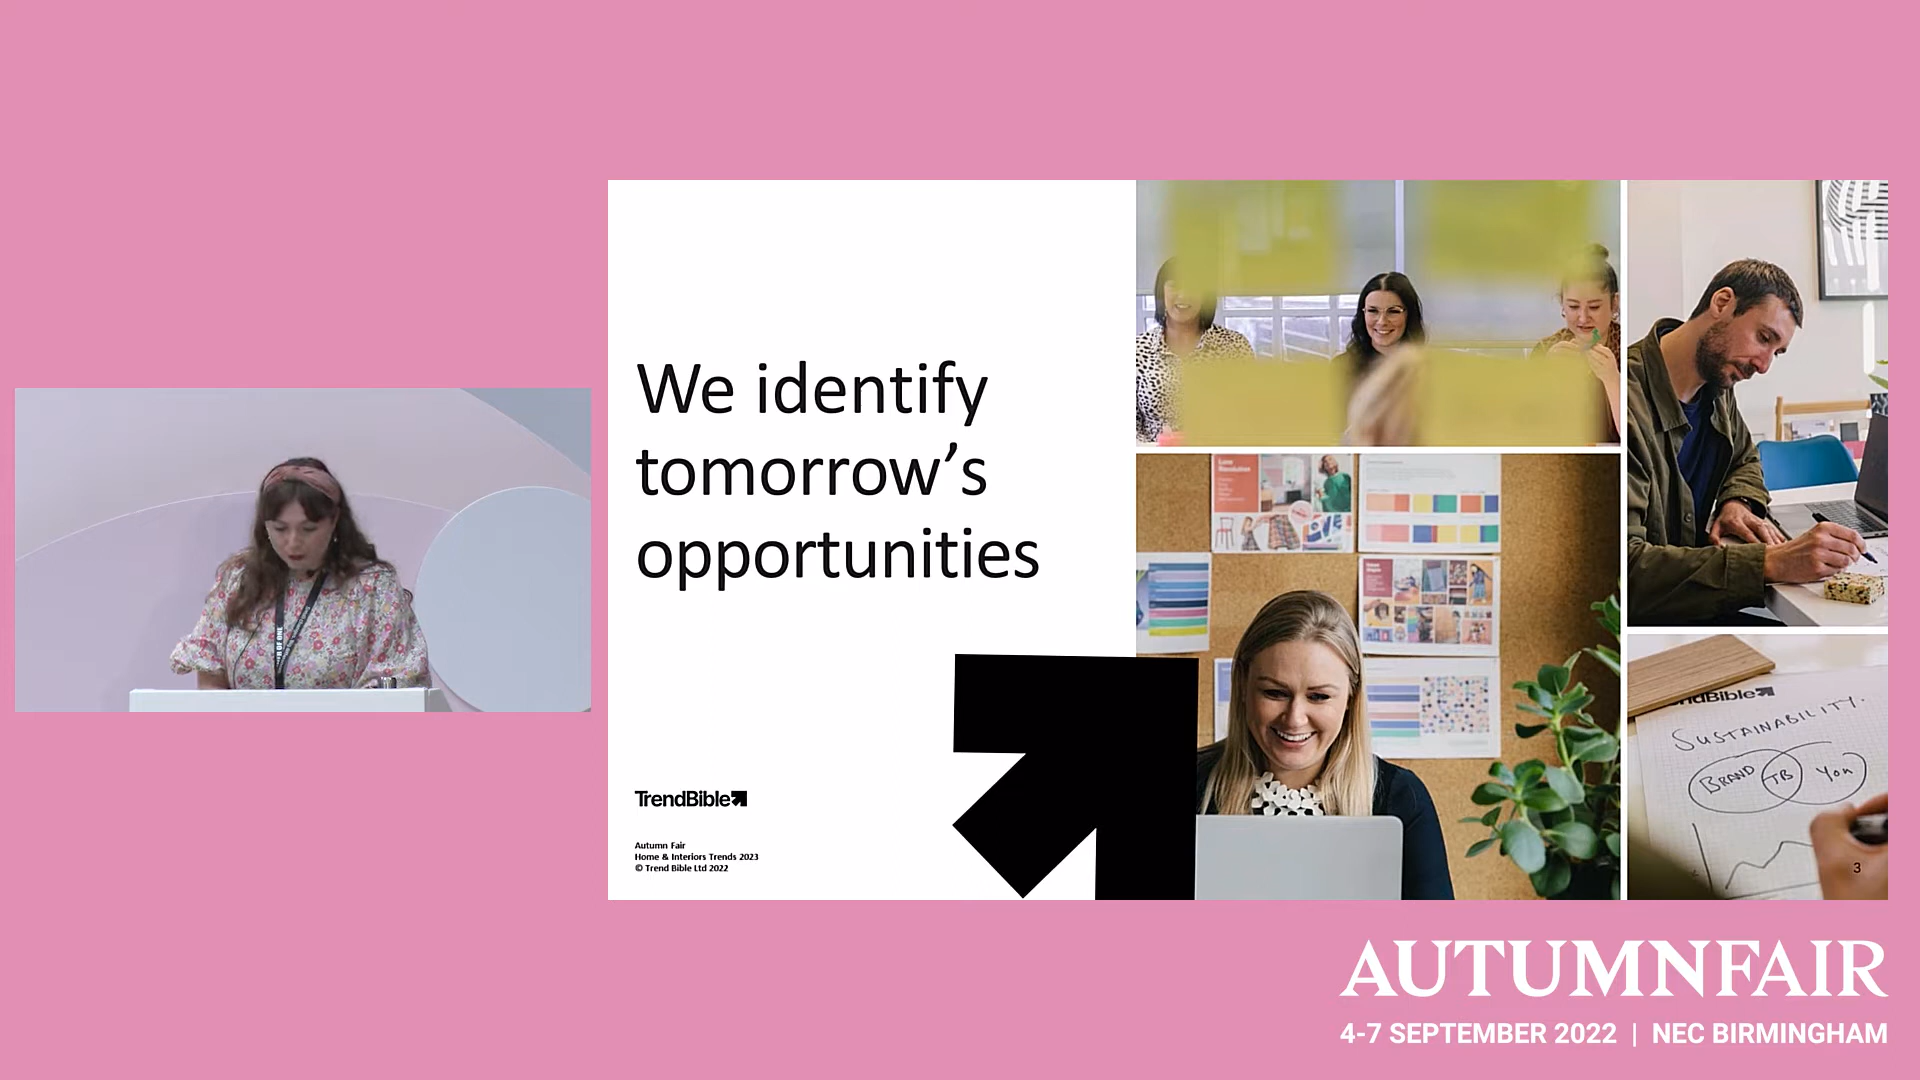 We identify
tomorrow’s
opportunities
TrendBible
Autumn Fair
Home & Interiors Trends 2023
© Trend Bible Ltd 2022
ndBible
SUSTAINABILITY.
BRAND TB You
3
AUTUMNFAIR
4-7 SEPTEMBER 2022 | NEC BIRMINGHAM